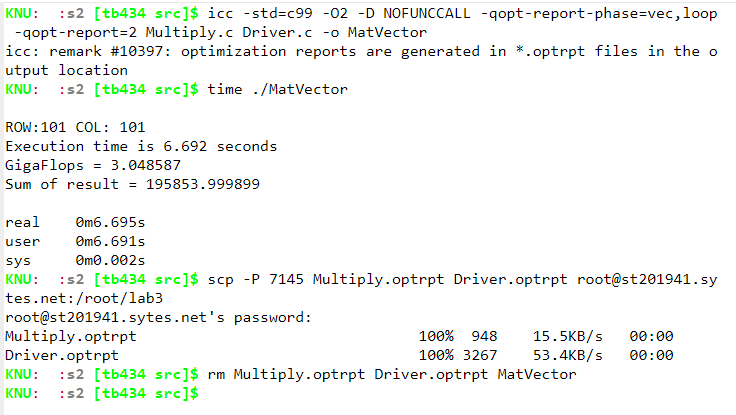 KNU:  :s2 [tb434 src]$ icc -std=c99 -O2 -D NOFUNCCALL -qopt-report-phase=vec,loop
 -qopt-report=2 Multiply.c Driver.c -o MatVector
icc: remark #10397: optimization reports are generated in *.optrpt files in the o
utput location
KNU:  :s2 [tb434 src]$ time ./MatVector

ROW:101 COL: 101
Execution time is 6.692 seconds
GigaFlops = 3.048587
Sum of result = 195853.999899

real    0m6.695s
user    0m6.691s
sys     0m0.002s
KNU:  :s2 [tb434 src]$ scp -P 7145 Multiply.optrpt Driver.optrpt root@st201941.sy
tes.net:/root/lab3
root@st201941.sytes.net's password:
Multiply.optrpt                               100%  948    15.5KB/s   00:00
Driver.optrpt                                 100% 3267    53.4KB/s   00:00
KNU:  :s2 [tb434 src]$ rm Multiply.optrpt Driver.optrpt MatVector
KNU:  :s2 [tb434 src]$